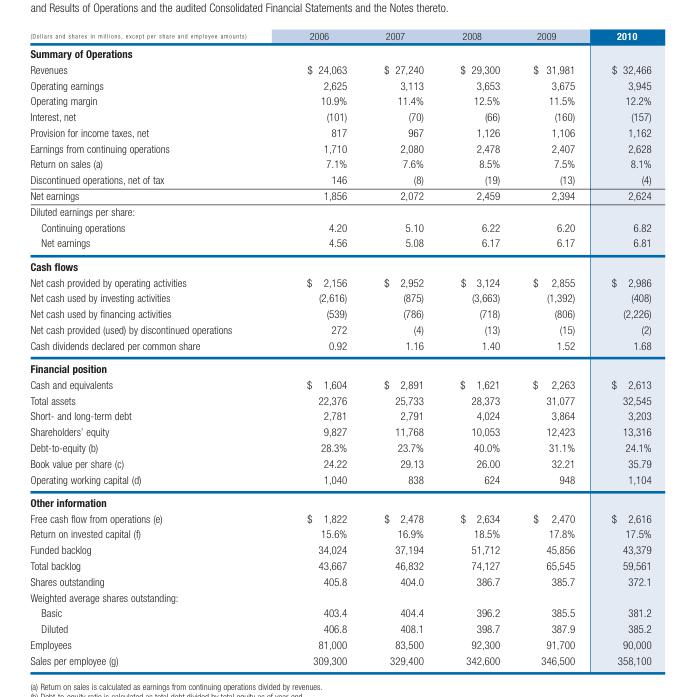 and Results of Operations and the audited Consolidated Financial Statements and the Notes thereto.
(Dollars and shares in millions, except per share and employee amounts) 2006 2007 2008 2009 2010
Summary of Operations
Revenues $ 24,063 $ 27,240 $ 29,300 $ 31,981 $ 32,466
Operating earnings 2,625 3,113 3,653 3,675 3,945
Operating margin 10.9% 11.4% 12.5% 11.5% 12.2%
Interest, net (101) (70) (66) (160) (157)
Provision for income taxes, net 817 967 1,126 1,106 1,162
Earnings from continuing operations 1,710 2,080 2,478 2,407 2,628
Return on sales (a) 7.1% 7.6% 8.5% 7.5% 8.1%
Discontinued operations, net of tax 146 (8) (19) (13) (4)
Net earnings 1,856 2,072 2,459 2,394 2,624
Diluted earnings per share:
Continuing operations 4.20 5.10 6.22 6.20 6.82
Net earnings 4.56 5.08 6.17 6.17 6.81
Cash flows
Net cash provided by operating activities $ 2,156 $ 2,952 $ 3,124 $ 2,855 $ 2,986
Net cash used by investing activities (2,616) (875) (3,663) (1,392) (408)
Net cash used by financing activities (539) (786) (718) (806) (2,226)
Net cash provided (used) by discontinued operations 272 (4) (13) (15) (2)
Cash dividends declared per common share 0.92 1.16 1.40 1.52 1.68
Financial position
Cash and equivalents $ 1,604 $ 2,891 $ 1,621 $ 2,263 $ 2,613
Total assets 22,376 25,733 28,373 31,077 32,545
Short- and long-term debt 2,781 2,791 4,024 3,864 3,203
Shareholders' equity 9,827 11,768 10,053 12,423 13,316
Debt-to-equity (b) 28.3% 23.7% 40.0% 31.1% 24.1%
Book value per share (c) 24.22 29.13 26.00 32.21 35.79
Operating working capital (d) 1,040 838 624 948 1,104
Other information
Free cash flow from operations (e) $ 1,822 $ 2,478 $ 2,634 $ 2,470 $ 2,616
Return on invested capital (f) 15.6% 16.9% 18.5% 17.8% 17.5%
Funded backlog 34,024 37,194 51,712 45,856 43,379
Total backlog 43,667 46,832 74,127 65,545 59,561
Shares outstanding 405.8 404.0 386.7 385.7 372.1
Weighted average shares outstanding:
Basic 403.4 404.4 396.2 385.5 381.2
Diluted 406.8 408.1 398.7 387.9 385.2
Employees 81,000 83,500 92,300 91,700 90,000
Sales per employee (g) 309,300 329,400 342,600 346,500 358,100
(a) Return on sales is calculated as earnings from continuing operations divided by revenues.
(b) Debt-to-equity ratio is calculated as total debt divided by total equity as of year end.